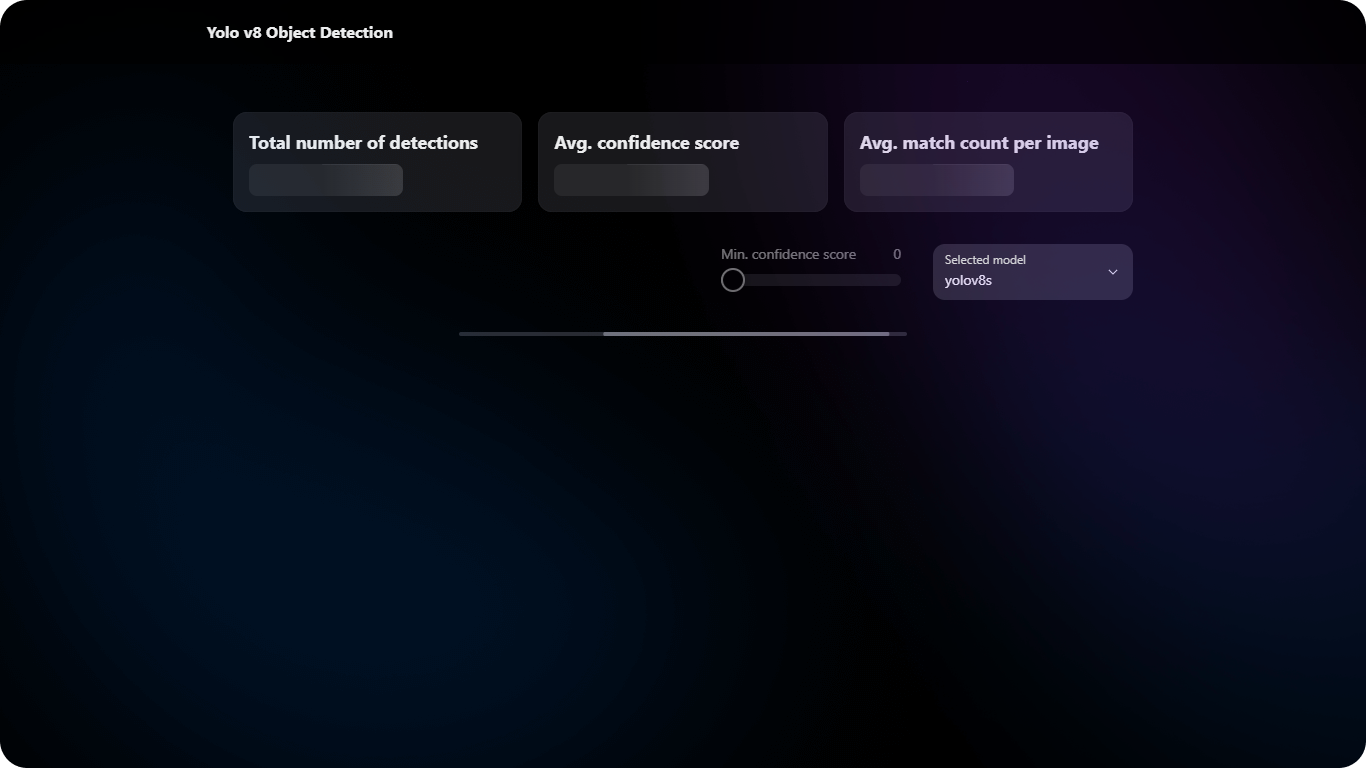 Yolo v8 Object Detection
Total number of detections
Avg. confidence score
Avg. match count per image
Min. confidence score 0
Selected model
yolov8s